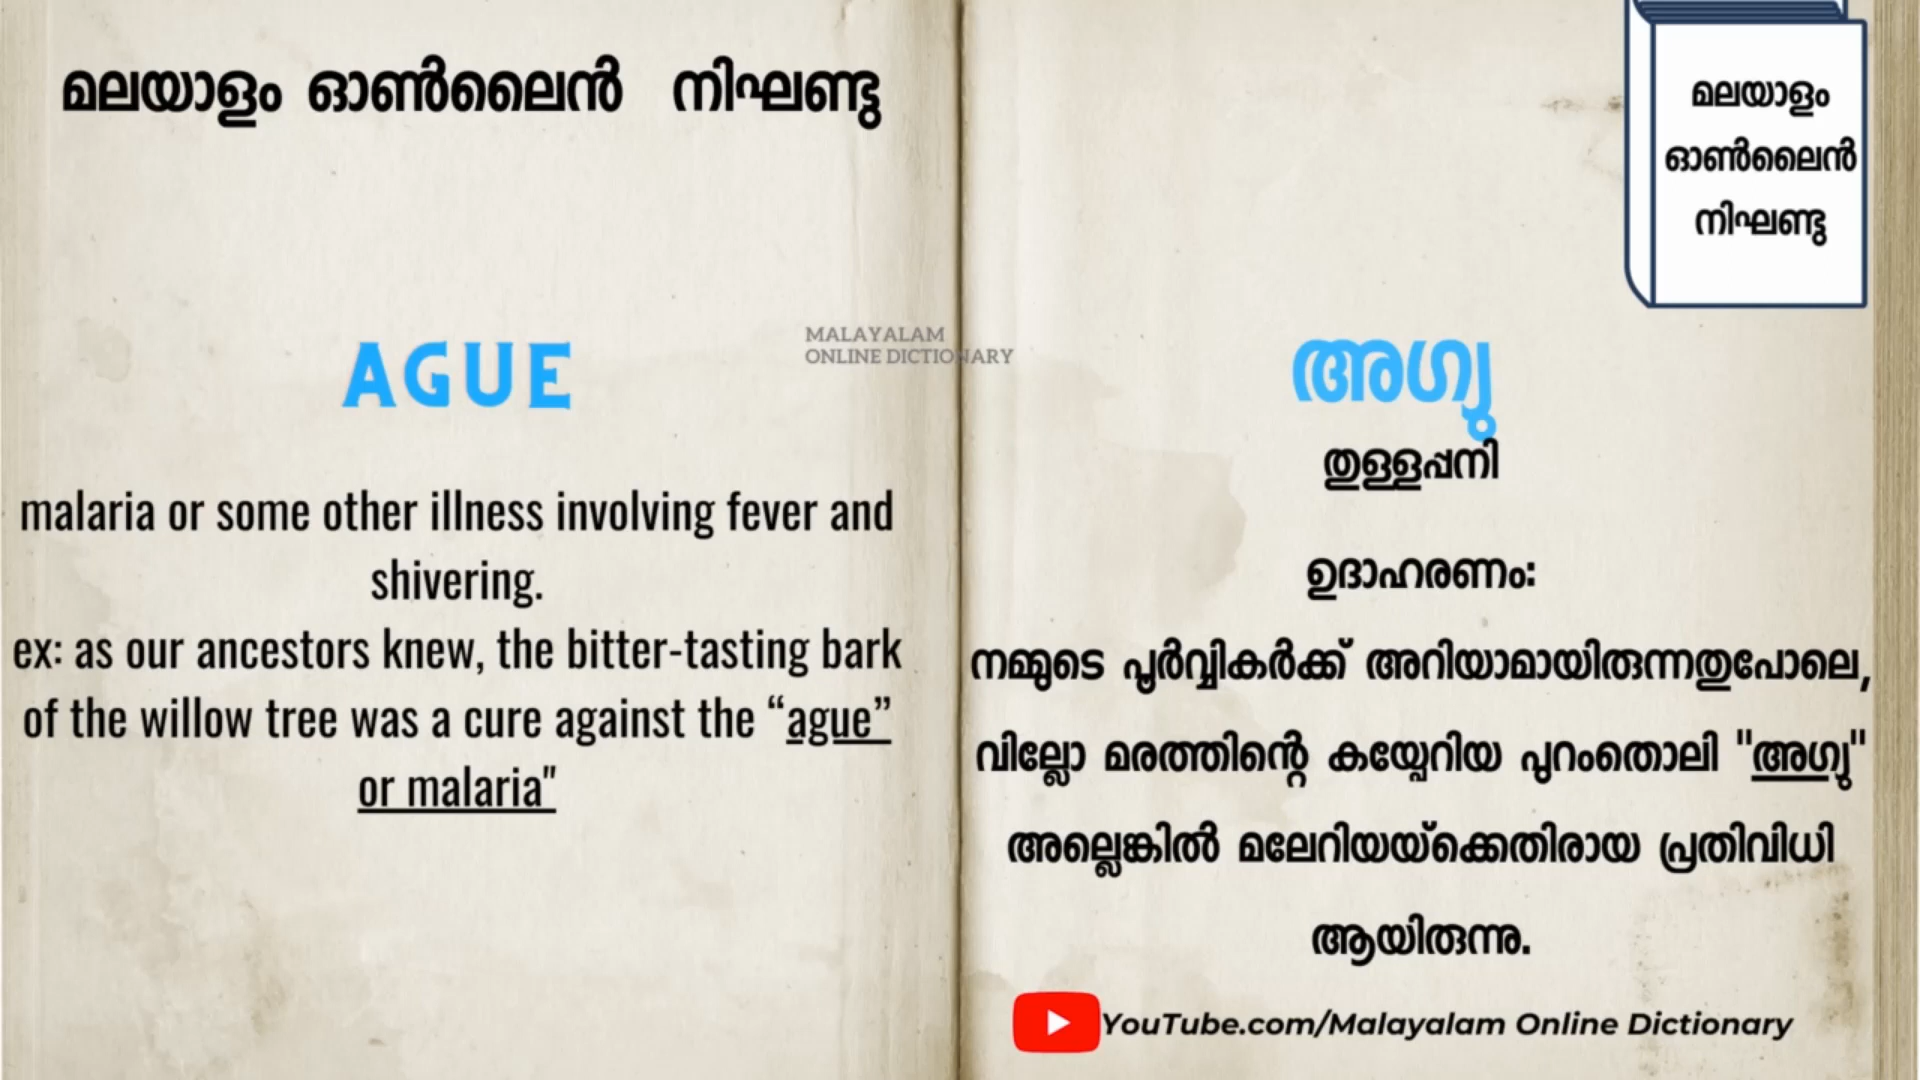 മലയാളം ഓൺലൈൻ നിഘണ്ടു
AGUE
malaria or some other illness involving fever and
shivering.
ex: as our ancestors knew, the bitter-tasting bark
of the willow tree was a cure against the “ague”
or malaria"
MALAYALAM
ONLINE DICTIONARY
മലയാളം
ഓൺലൈൻ
നിഘണ്ടു
അഗ്യു
തുള്ളപ്പനി
ഉദാഹരണം:
നമ്മുടെ പൂർവ്വികർക്ക് അറിയാമായിരുന്നതുപോലെ,
വില്ലോ മരത്തിന്റെ കയ്പേറിയ പുറംതൊലി "അഗ്യു"
അല്ലെങ്കിൽ മലേറിയയ്ക്കെതിരായ പ്രതിവിധി
ആയിരുന്നു.
YouTube.com/Malayalam Online Dictionary